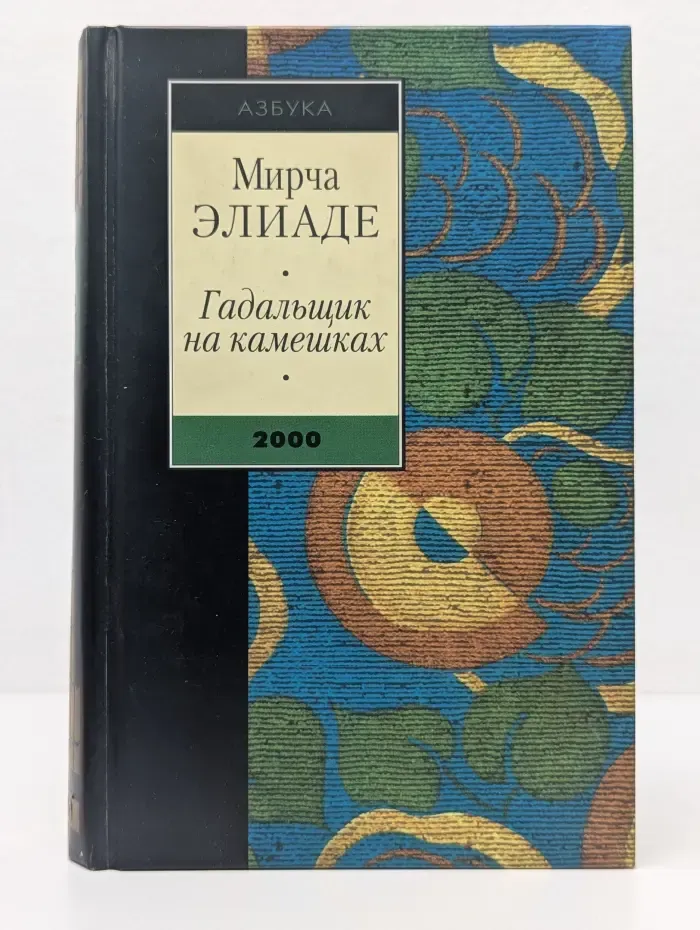 АЗБУКА
Мирча
ЭЛИАДЕ
•
Гадальщик
на камешках
•
2000